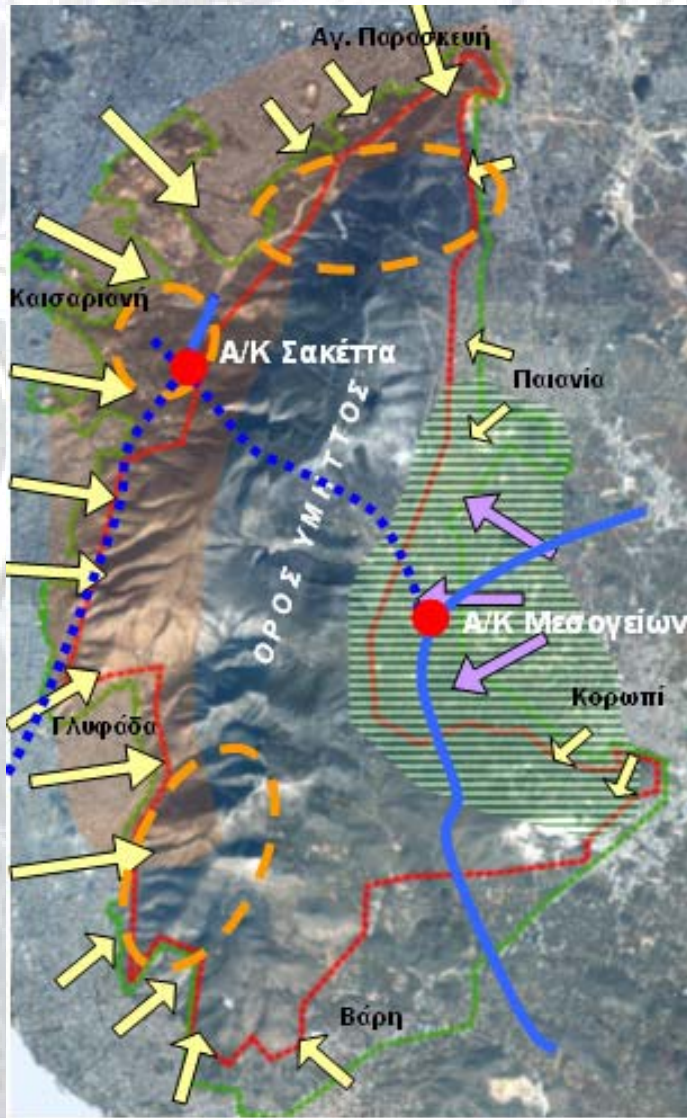 Αγ. Παρασκευή
Καισαριανή
Α/Κ Σακέττα
Παιανία
ΟΡΟΣ ΥΜΗΤΤΟΣ
Α/Κ Μεσογείων
Κορωπί
Γλυφάδα
Βάρη